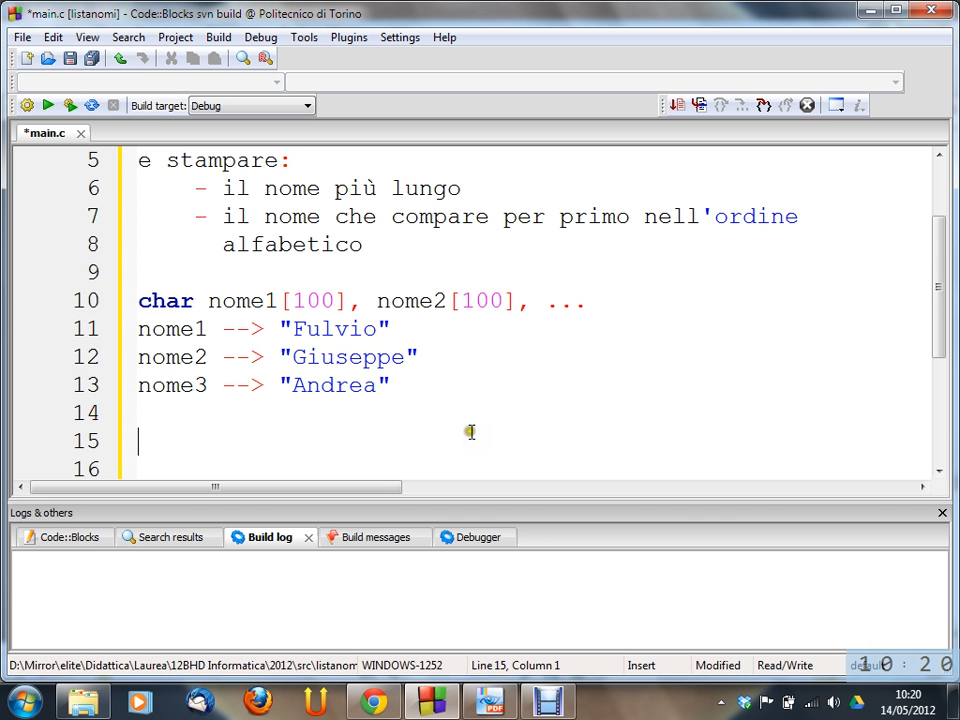 *main.c [listanomi] - Code::Blocks svn build @ Politecnico di Torino
File Edit View Search Project Build Debug Tools Plugins Settings Help
Build target: Debug
*main.c
5 e stampare:
6 - il nome più lungo
7 - il nome che compare per primo nell'ordine
8 alfabetico
9
10 char nome1[100], nome2[100], ...
11 nome1 --> "Fulvio"
12 nome2 --> "Giuseppe"
13 nome3 --> "Andrea"
14
15
16
Logs & others
Code::Blocks Search results Build log Build messages Debugger
D:\Mirror\elite\Didattica\Laurea\12BHD Informatica\2012\src\listanom WINDOWS-1252 Line 15, Column 1 Insert Modified Read/Write default
10:20
PDF
10:20
14/05/2012